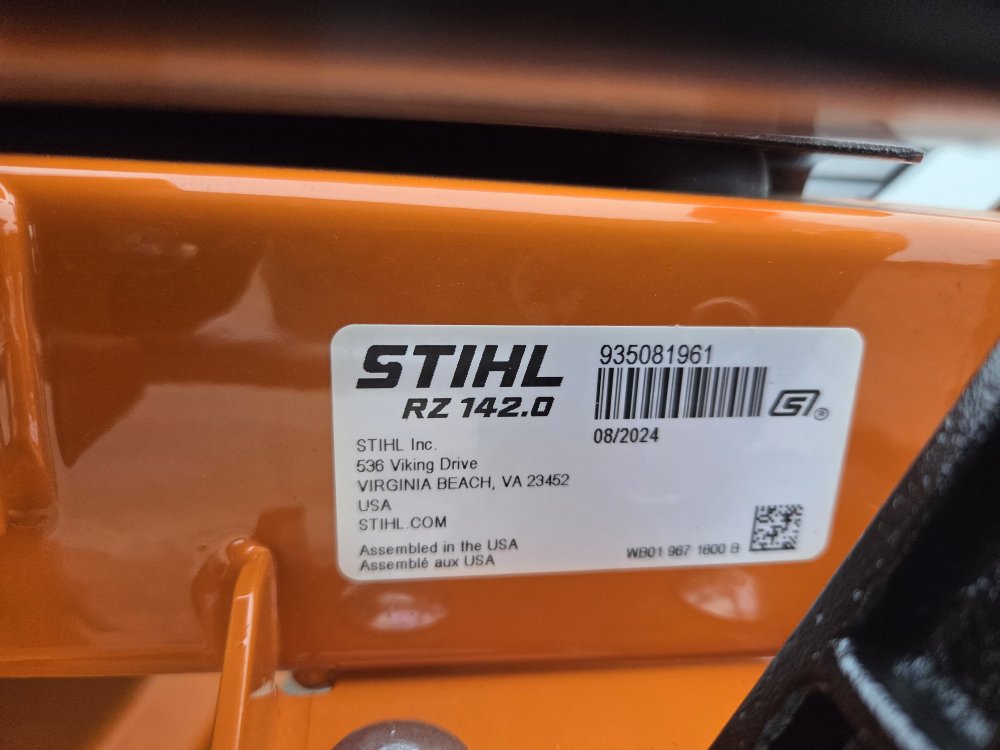 STIHL
RZ 142.0
STIHL Inc.
536 Viking Drive
VIRGINIA BEACH, VA 23452
USA
STIHL.COM
Assembled in the USA
Assemblé aux USA
935081961
08/2024
®
WB01 967 1800 B